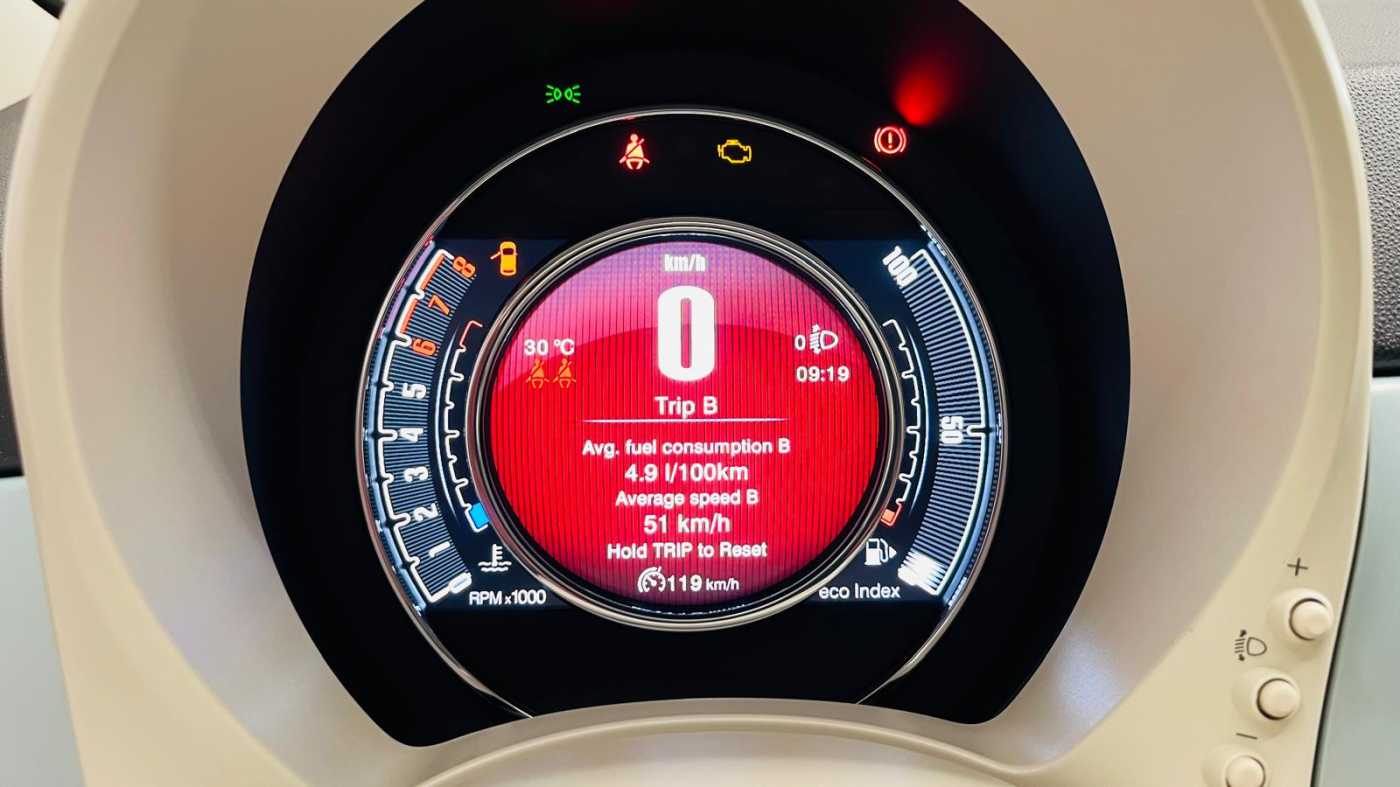 km/h
0
30 °C
0
09:19
Trip B
Avg. fuel consumption B
4.9 l/100km
Average speed B
51 km/h
Hold TRIP to Reset
119 km/h
8
7
6
5
4
3
2
1
0
RPM x1000
100
50
eco Index
+
−